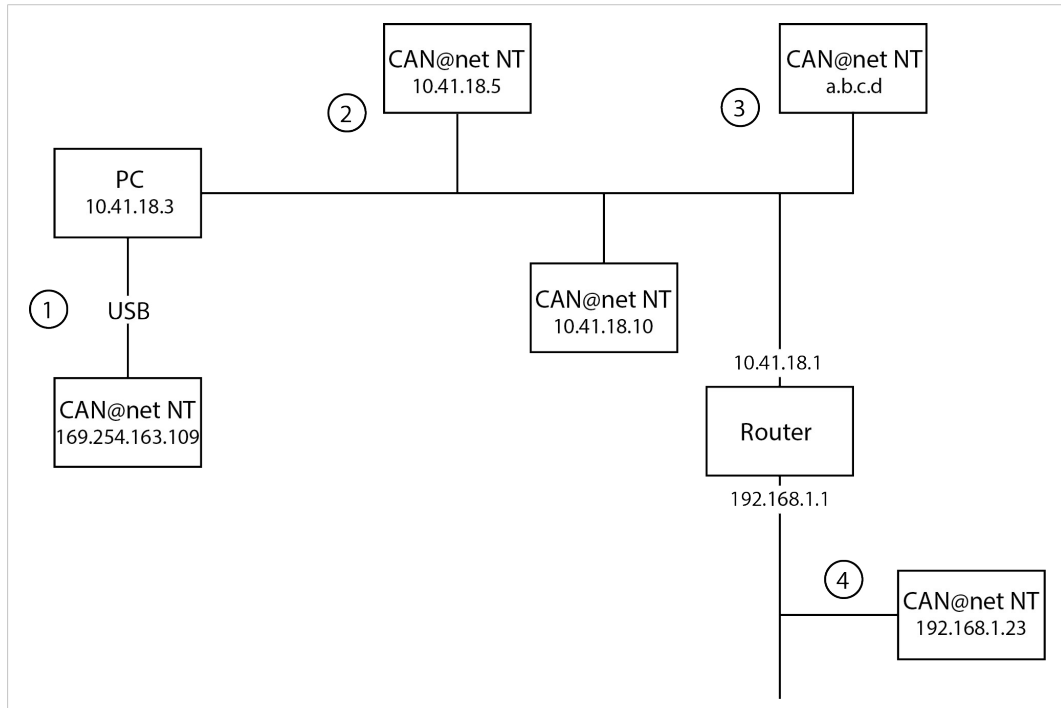 CAN@net NT
10.41.18.5
2
CAN@net NT
a.b.c.d
3
PC
10.41.18.3
1
USB
CAN@net NT
169.254.163.109
CAN@net NT
10.41.18.10
10.41.18.1
Router
192.168.1.1
4
CAN@net NT
192.168.1.23